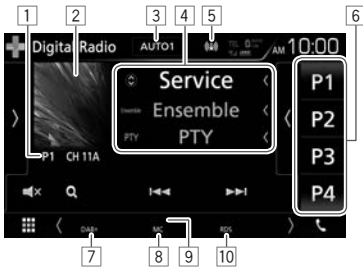 1 2 3 4 5 6
Digital Radio AUTO1 TEL AM 10:00
Service
Ensemble Ensemble
PTY PTY
P1 CH 11A
P1
P2
P3
P4
DAB+ MC RDS
7 8 9 10